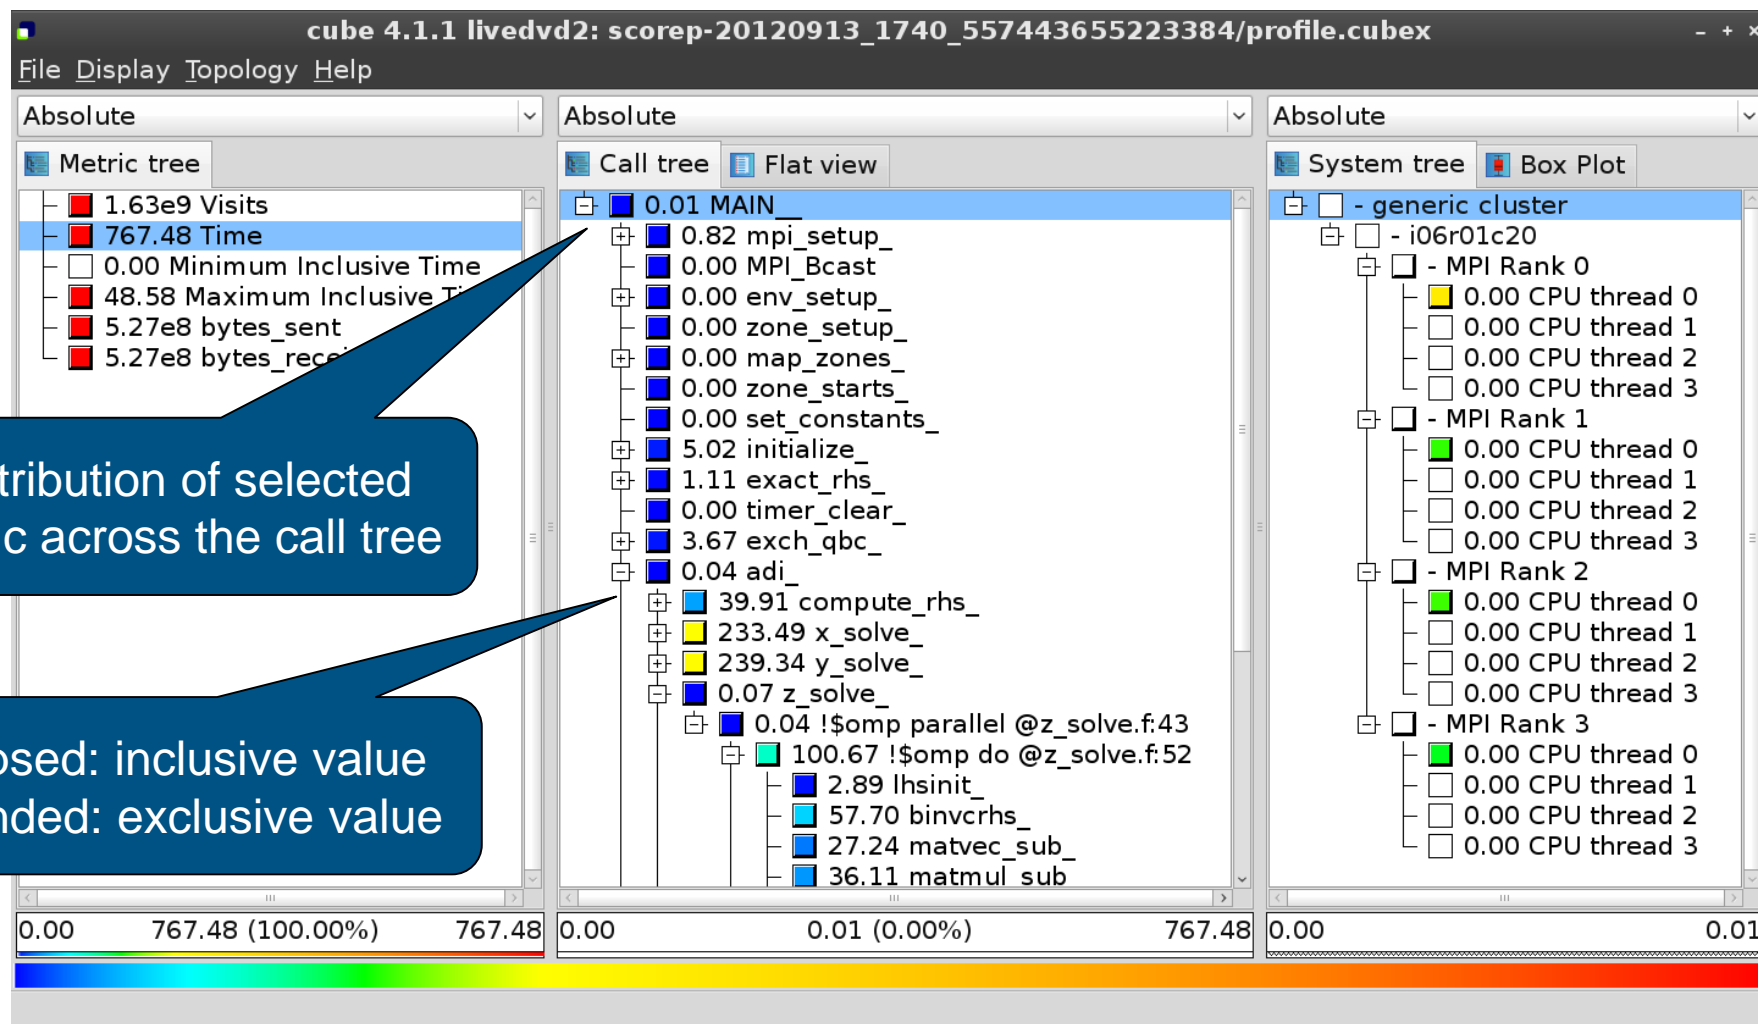 cube 4.1.1 livedvd2: scorep-20120913_1740_557443655223384/profile.cubex
File Display Topology Help
Absolute
Metric tree
1.63e9 Visits
767.48 Time
0.00 Minimum Inclusive Time
48.58 Maximum Inclusive
5.27e8 bytes_sent
5.27e8
tribution of selected
c across the call tree
osed: inclusive value
nded: exclusive value
0.00 767.48 (100.00%) 767.48
Absolute
Call tree Flat view
0.01 MAIN__
0.82 mpi_setup_
0.00 MPI_Bcast
0.00 env_setup_
0.00 zone_setup_
0.00 map_zones_
0.00 zone_starts_
0.00 set_constants_
5.02 initialize_
1.11 exact_rhs_
0.00 timer_clear_
3.67 exch_qbc_
0.04 adi_
39.91 compute_rhs_
233.49 x_solve_
239.34 y_solve_
0.07 z_solve_
0.04 !$omp parallel @z_solve.f:43
100.67 !$omp do @z_solve.f:52
2.89 lhsinit_
57.70 binvcrhs_
27.24 matvec_sub_
36.11 matmul_sub
0.00 0.01 (0.00%) 767.48
Absolute
System tree Box Plot
- generic cluster
- i06r01c20
- MPI Rank 0
0.00 CPU thread 0
0.00 CPU thread 1
0.00 CPU thread 2
0.00 CPU thread 3
- MPI Rank 1
0.00 CPU thread 0
0.00 CPU thread 1
0.00 CPU thread 2
0.00 CPU thread 3
- MPI Rank 2
0.00 CPU thread 0
0.00 CPU thread 1
0.00 CPU thread 2
0.00 CPU thread 3
- MPI Rank 3
0.00 CPU thread 0
0.00 CPU thread 1
0.00 CPU thread 2
0.00 CPU thread 3
0.00 0.01